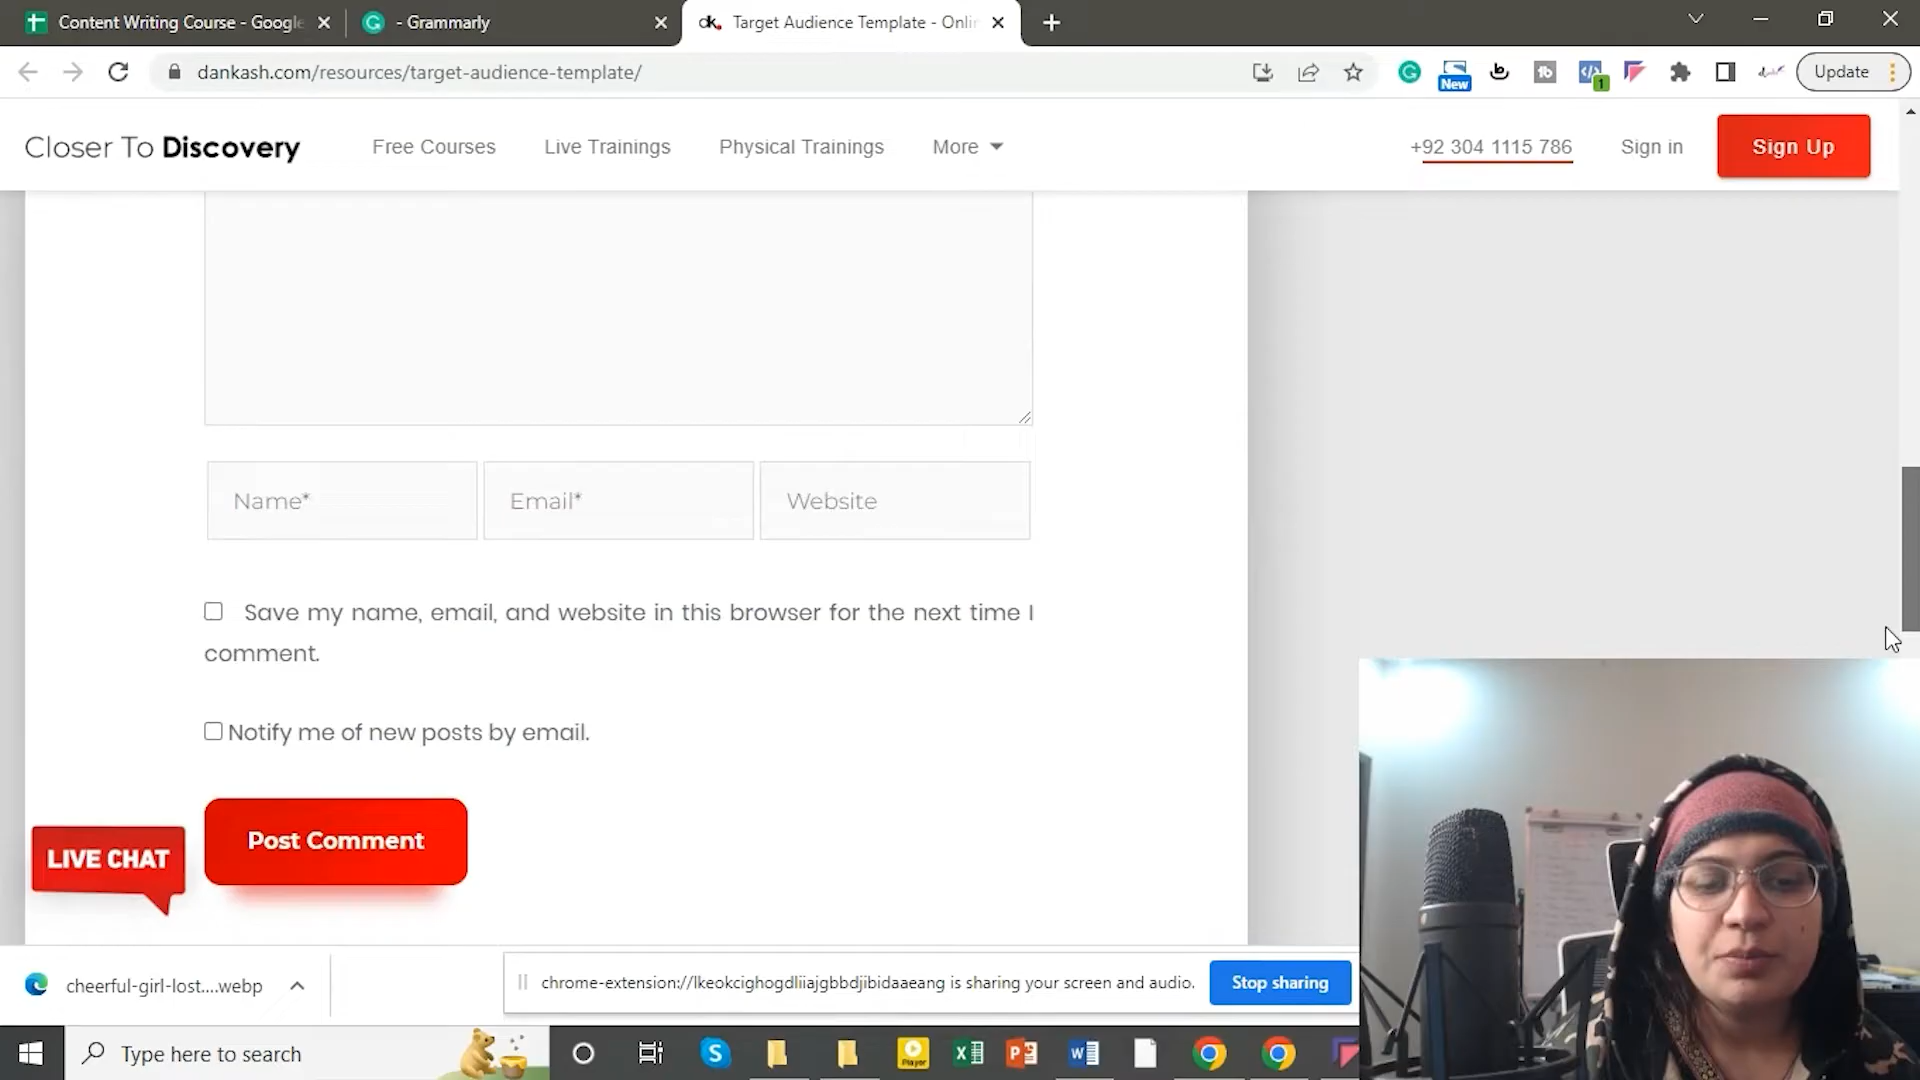 Content Writing Course - Google
- Grammarly
dk. Target Audience Template - Onli
dankash.com/resources/target-audience-template/
New
1
Update
Closer To Discovery
Free Courses
Live Trainings
Physical Trainings
More
+92 304 1115 786
Sign in
Sign Up
Name*
Email*
Website
Save my name, email, and website in this browser for the next time I
comment.
Notify me of new posts by email.
Post Comment
LIVE CHAT
cheerful-girl-lost....webp
chrome-extension://lkeokcighogdliiajgbbdjibidaaeang is sharing your screen and audio.
Stop sharing
Type here to search
Player